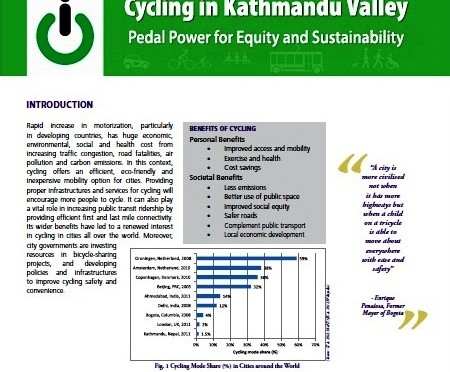 Cycling in Kathmandu Valley
Pedal Power for Equity and Sustainability
INTRODUCTION
Rapid increase in motorization, particularly
in developing countries, has huge economic,
environmental, social and health cost from
increasing traffic congestion, road fatalities, air
pollution and carbon emissions. In this context,
cycling offers an efficient, eco-friendly and
inexpensive mobility option for cities. Providing
proper infrastructures and services for cycling will
encourage more people to cycle. It can also play
a vital role in increasing public transit ridership by
providing efficient first and last mile connectivity.
Its wider benefits have led to a renewed interest
in cycling in cities all over the world. Moreover,
city governments are investing
resources in bicycle-sharing
projects, and developing
policies and infrastructures
to improve cycling safety and
convenience.
BENEFITS OF CYCLING
Personal Benefits
• Improved access and mobility
• Exercise and health
• Cost savings
Societal Benefits
• Less emissions
• Better use of public space
• Improved social equity
• Safer roads
• Complement public transport
• Local economic development
Groningen, Netherland, 2008 59%
Amsterdam, Netherland, 2010 38%
Copenhagen, Denmark, 2010 36%
Beijing, PRC, 2005 32%
Ahmedabad, India, 2011 14%
Delhi, India, 2008 12%
Bogota, Columbia, 2008 4%
London, UK, 2011 2%
Kathmandu, Nepal, 2011 1.5%
0% 10% 20% 30% 40% 50% 60% 70%
Cycling mode share (%)
Fig. 1 Cycling Mode Share (%) in Cities around the World
“A city is
more civilised
not when
it has more
highways but
when a child
on a tricycle
is able to
move about
everywhere
with ease and
safety”
- Enrique
Penalosa, Former
Mayor of Bogota